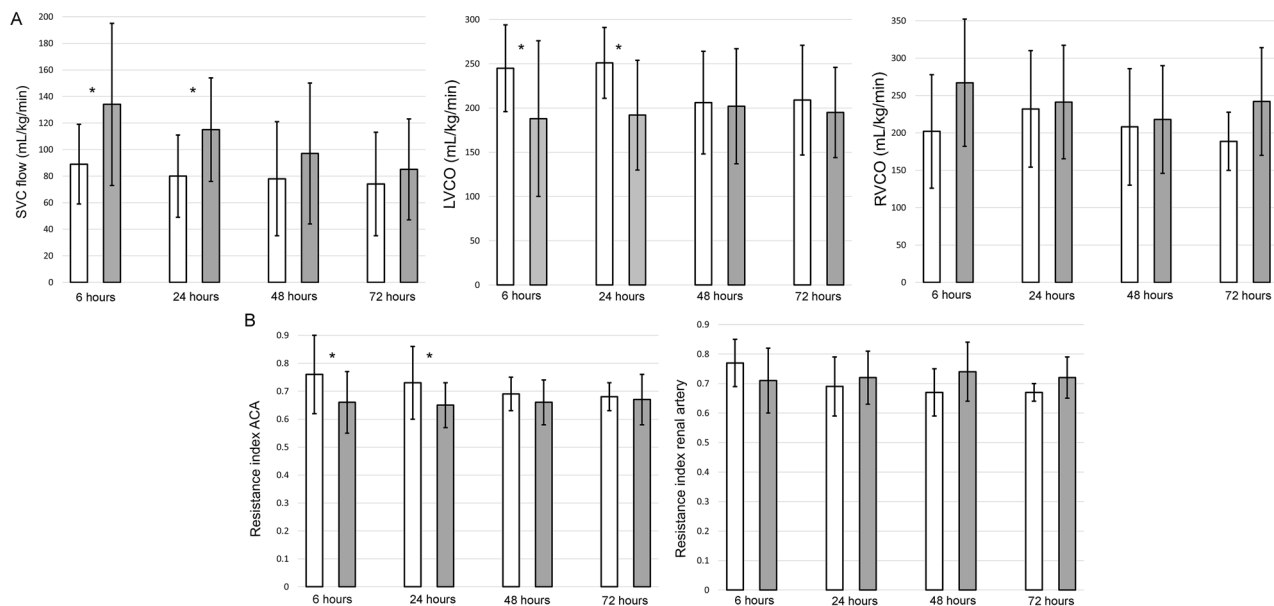 A
SVC flow (mL/kg/min)
200
180
160
140
120
100
80
60
40
20
0
*
*
6 hours
24 hours
48 hours
72 hours
LVCO (mL/kg/min)
300
250
200
150
100
50
0
*
*
6 hours
24 hours
48 hours
72 hours
RVCO (mL/kg/min)
350
300
250
200
150
100
50
0
6 hours
24 hours
48 hours
72 hours
B
Resistance index ACA
0.9
0.8
0.7
0.6
0.5
0.4
0.3
0.2
0.1
0
*
*
6 hours
24 hours
48 hours
72 hours
Resistance index renal artery
0.9
0.8
0.7
0.6
0.5
0.4
0.3
0.2
0.1
0
6 hours
24 hours
48 hours
72 hours